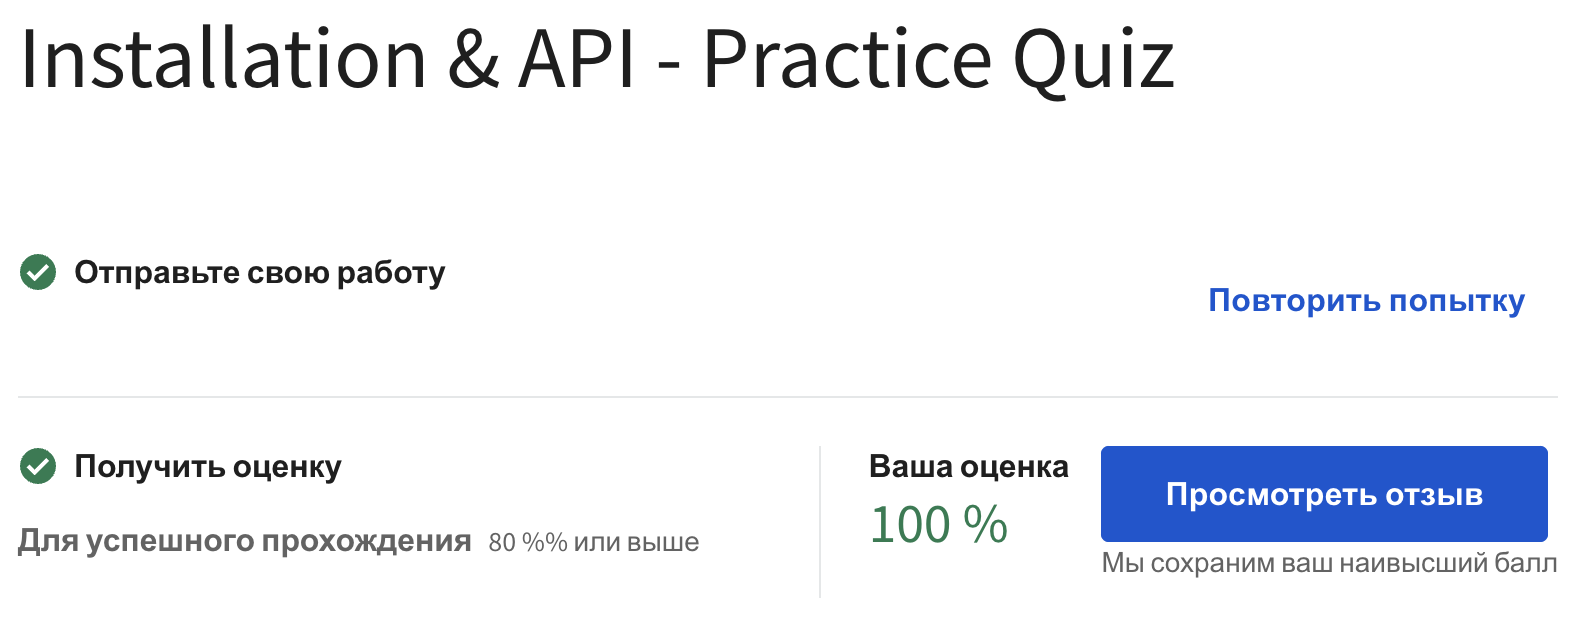 Installation & API - Practice Quiz
Отправьте свою работу
Повторить попытку
Получить оценку
Для успешного прохождения 80 %% или выше
Ваша оценка
100 %
Просмотреть отзыв
Мы сохраним ваш наивысший балл